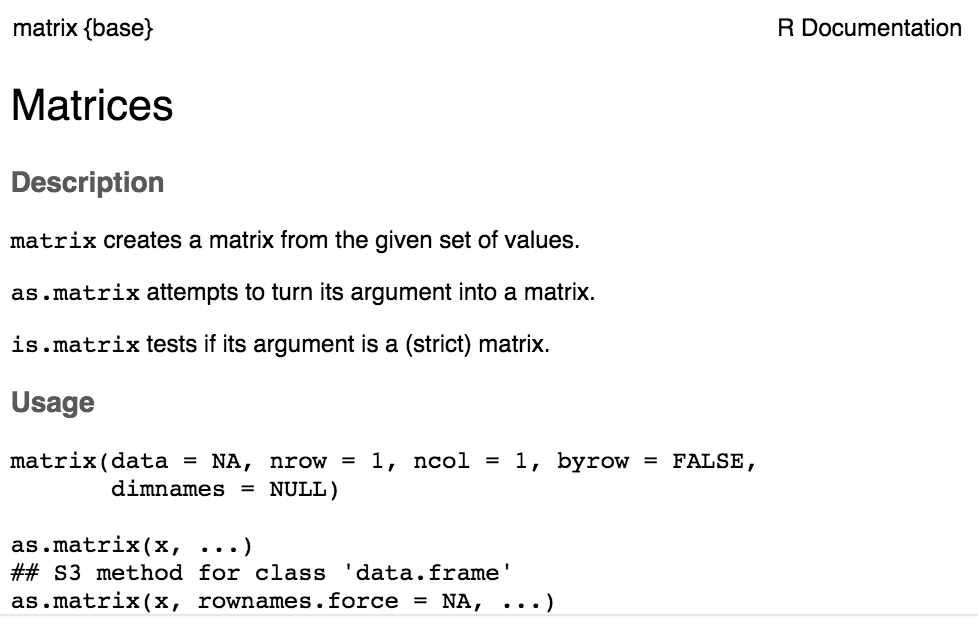 matrix {base}
R Documentation
Matrices
Description
matrix creates a matrix from the given set of values.
as.matrix attempts to turn its argument into a matrix.
is.matrix tests if its argument is a (strict) matrix.
Usage
matrix(data = NA, nrow = 1, ncol = 1, byrow = FALSE,
       dimnames = NULL)
as.matrix(x, ...)
## S3 method for class 'data.frame'
as.matrix(x, rownames.force = NA, ...)